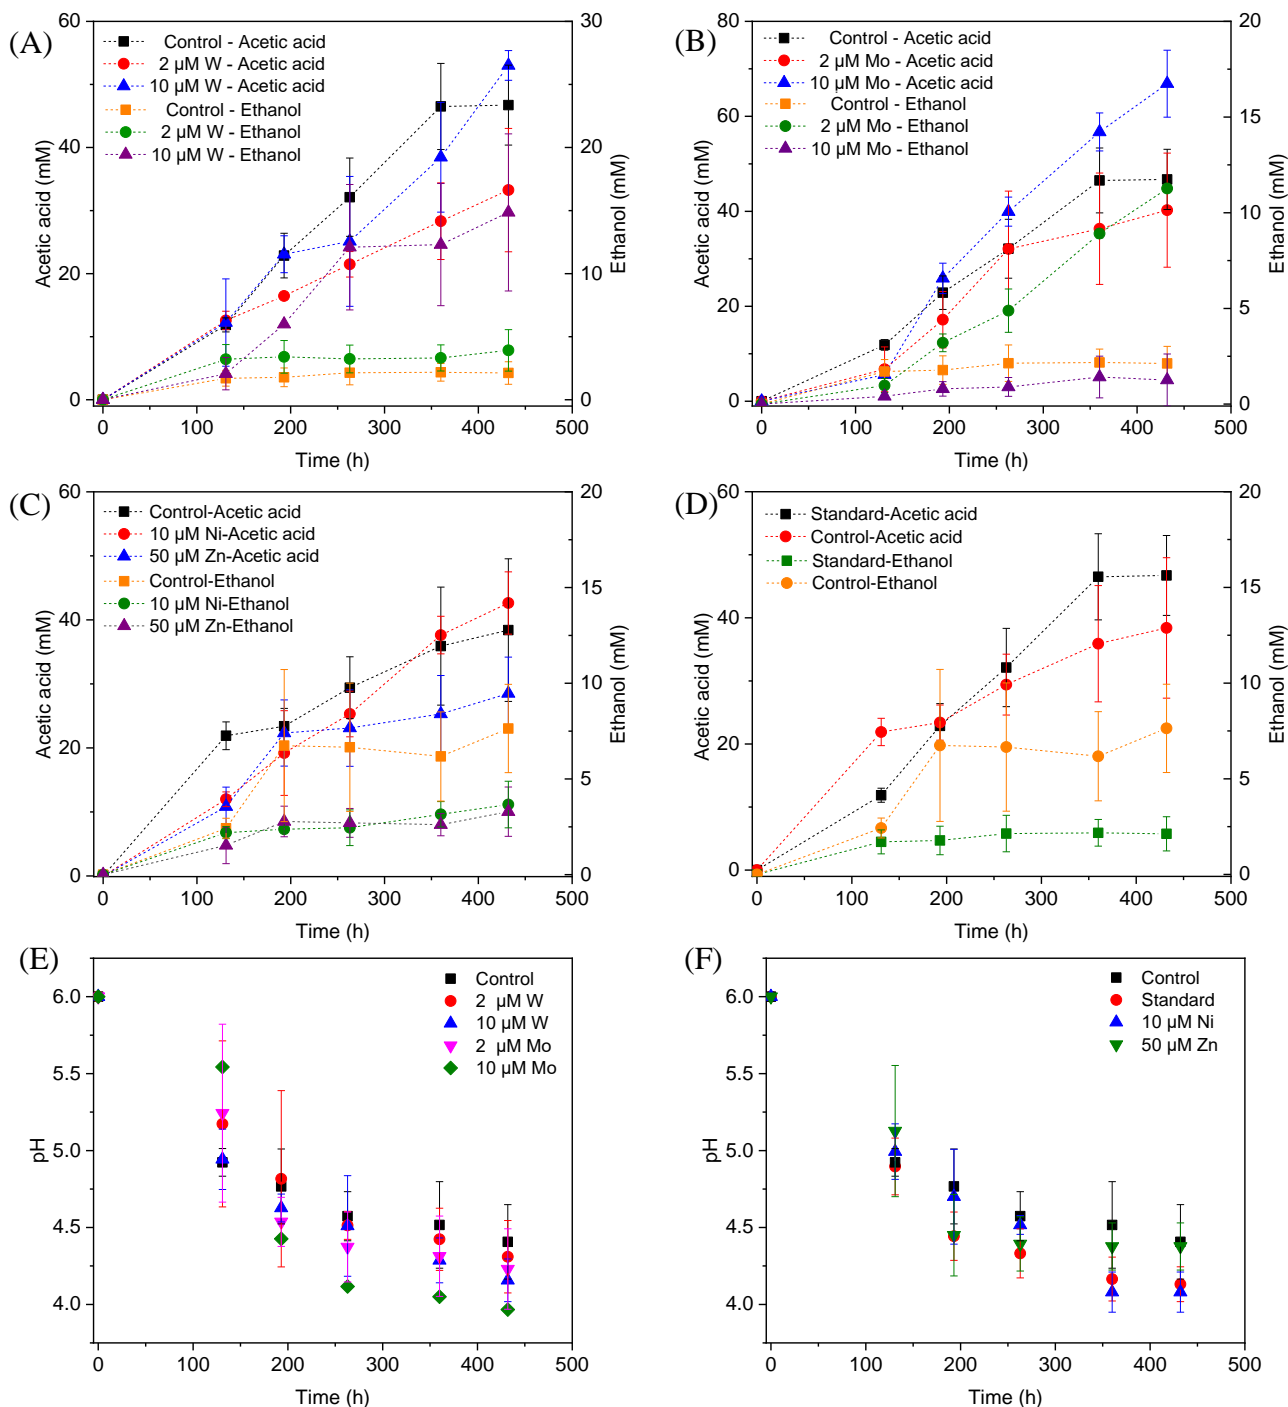 (A)
60
40
20
0
Acetic acid (mM)
30
20
10
0
Ethanol (mM)
Control - Acetic acid
2 µM W - Acetic acid
10 µM W - Acetic acid
Control - Ethanol
2 µM W - Ethanol
10 µM W - Ethanol
0 100 200 300 400 500
Time (h)
(B)
80
60
40
20
0
Acetic acid (mM)
20
15
10
5
0
Ethanol (mM)
Control - Acetic acid
2 µM Mo - Acetic acid
10 µM Mo - Acetic acid
Control - Ethanol
2 µM Mo - Ethanol
10 µM Mo - Ethanol
0 100 200 300 400 500
Time (h)
(C)
60
40
20
0
Acetic acid (mM)
20
15
10
5
0
Ethanol (mM)
Control-Acetic acid
10 µM Ni-Acetic acid
50 µM Zn-Acetic acid
Control-Ethanol
10 µM Ni-Ethanol
50 µM Zn-Ethanol
0 100 200 300 400 500
Time (h)
(D)
60
40
20
0
Acetic acid (mM)
20
15
10
5
0
Ethanol (mM)
Standard-Acetic acid
Control-Acetic acid
Standard-Ethanol
Control-Ethanol
0 100 200 300 400 500
Time (h)
(E)
6.0
5.5
5.0
4.5
4.0
pH
Control
2 µM W
10 µM W
2 µM Mo
10 µM Mo
0 100 200 300 400 500
Time (h)
(F)
6.0
5.5
5.0
4.5
4.0
pH
Control
Standard
10 µM Ni
50 µM Zn
0 100 200 300 400 500
Time (h)